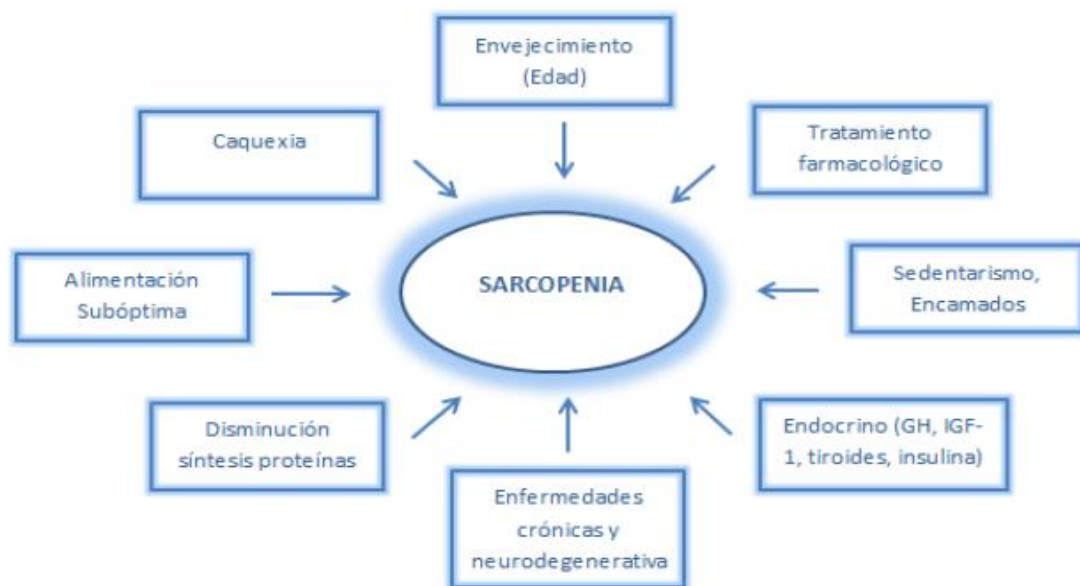 Envejecimiento
(Edad)
Caquexia
Tratamiento
farmacológico
Alimentación
Subóptima
SARCOPENIA
Sedentarismo,
Encamados
Disminución
síntesis proteínas
Enfermedades
crónicas y
neurodegenerativa
Endocrino (GH, IGF-
1, tiroides, insulina)